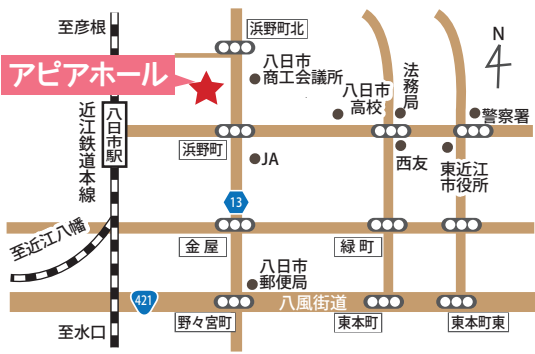 至彦根
浜野町北
N
アピアホール
八日市
商工会議所
法務局
八日市
高校
警察署
近江鉄道本線
八日市駅
浜野町
JA
西友
東近江
市役所
13
至近江八幡
金屋
緑町
八日市
郵便局
421
八風街道
至水口
野々宮町
東本町
東本町東